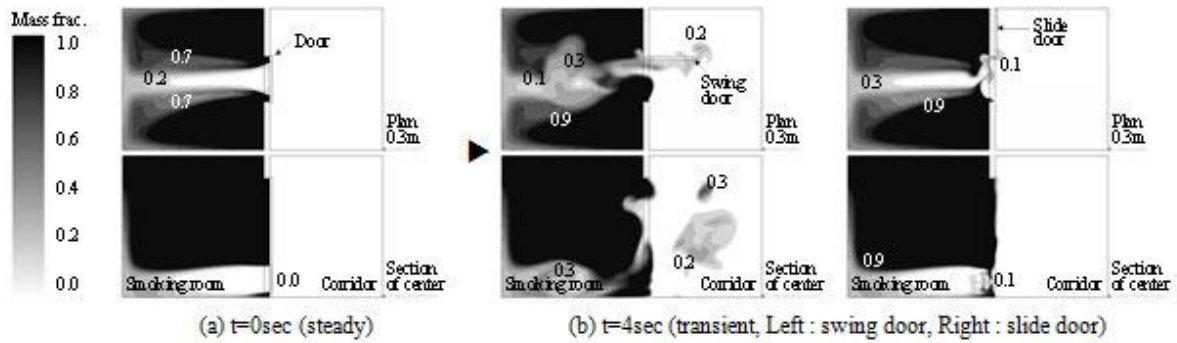 Mass frac.
1.0
0.8
0.6
0.4
0.2
0.0
Door
0.7
0.2
0.7
Plan
0.3m
Smoking room
0.0
Corridor
Section
of center
0.2
0.3
0.1
Swing
door
0.9
Plan
0.3m
0.3
0.3
0.2
Smoking room
Corridor
Section
of center
Slide
door
0.1
0.3
0.9
Plan
0.3m
0.9
Smoking room
0.1
Corridor
Section
of center
(a) t=0sec (steady)
(b) t=4sec (transient, Left : swing door, Right : slide door)